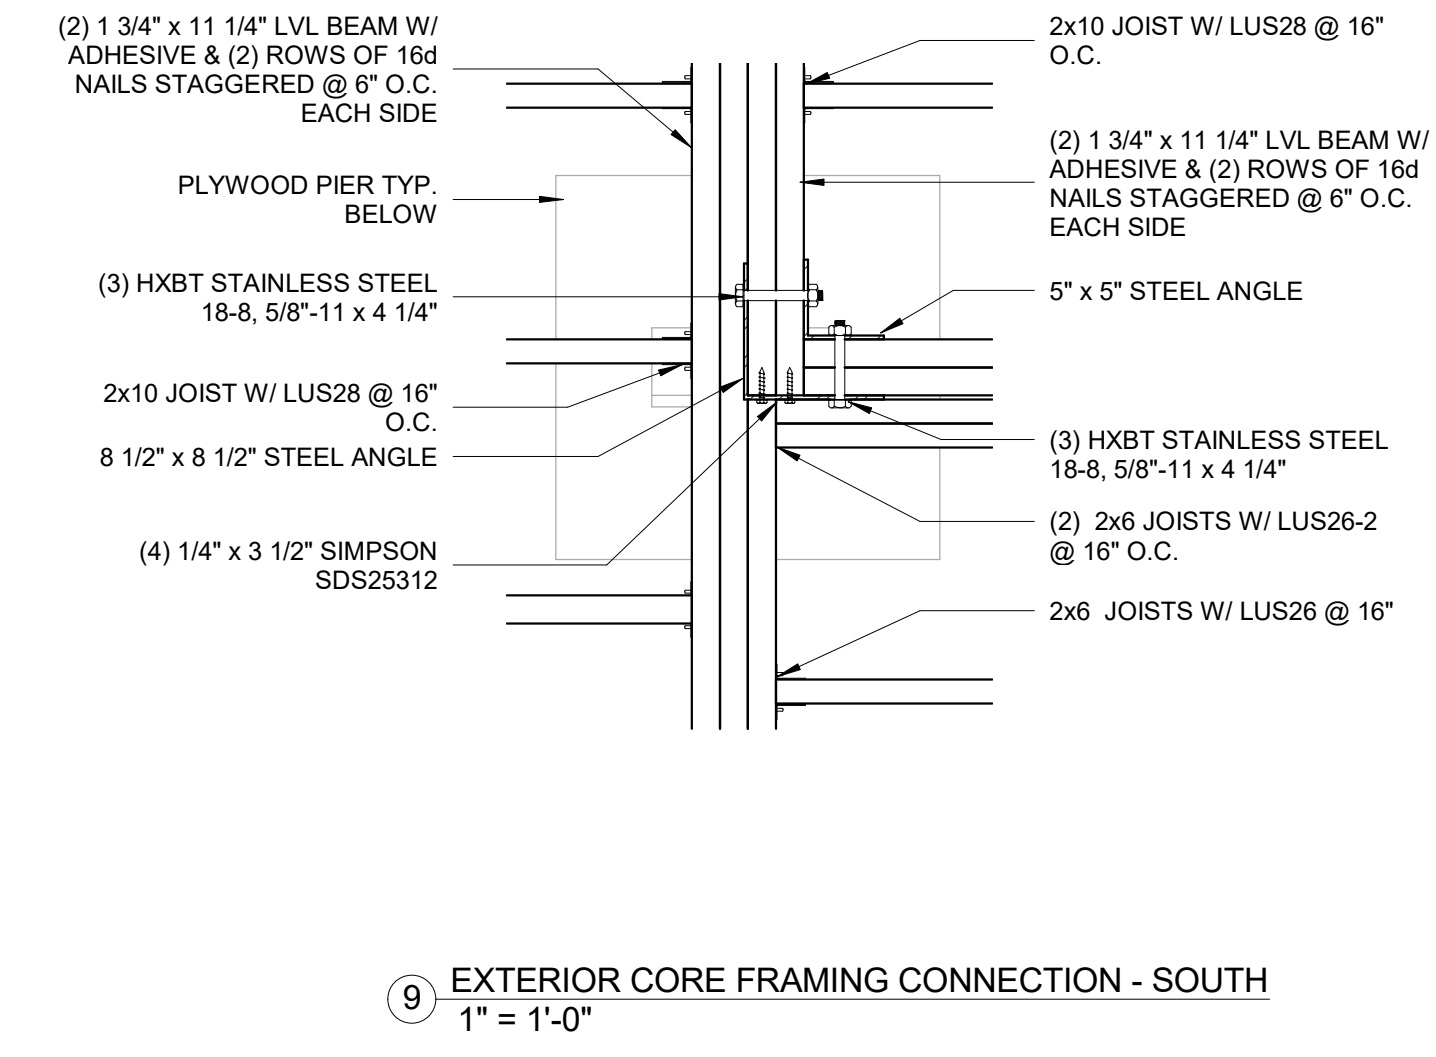 (2) 1 3/4" x 11 1/4" LVL BEAM W/
ADHESIVE & (2) ROWS OF 16d
NAILS STAGGERED @ 6" O.C.
EACH SIDE
PLYWOOD PIER TYP.
BELOW
(3) HXBT STAINLESS STEEL
18-8, 5/8"-11 x 4 1/4"
2x10 JOIST W/ LUS28 @ 16"
O.C.
8 1/2" x 8 1/2" STEEL ANGLE
(4) 1/4" x 3 1/2" SIMPSON
SDS25312
2x10 JOIST W/ LUS28 @ 16"
O.C.
(2) 1 3/4" x 11 1/4" LVL BEAM W/
ADHESIVE & (2) ROWS OF 16d
NAILS STAGGERED @ 6" O.C.
EACH SIDE
5" x 5" STEEL ANGLE
(3) HXBT STAINLESS STEEL
18-8, 5/8"-11 x 4 1/4"
(2)  2x6 JOISTS W/ LUS26-2
@ 16" O.C.
2x6  JOISTS W/ LUS26 @ 16"
9 EXTERIOR CORE FRAMING CONNECTION - SOUTH
1" = 1'-0"